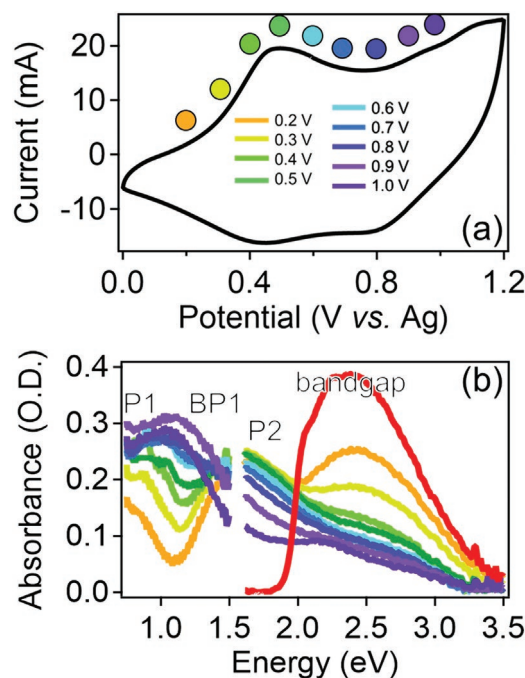 20
10
0
-10
Current (mA)
0.2 V
0.3 V
0.4 V
0.5 V
0.6 V
0.7 V
0.8 V
0.9 V
1.0 V
(a)
0.0 0.4 0.8 1.2
Potential (V vs. Ag)
0.4
0.3
0.2
0.1
0.0
Absorbance (O.D.)
P1 BP1 P2 bandgap (b)
1.0 1.5 2.0 2.5 3.0 3.5
Energy (eV)